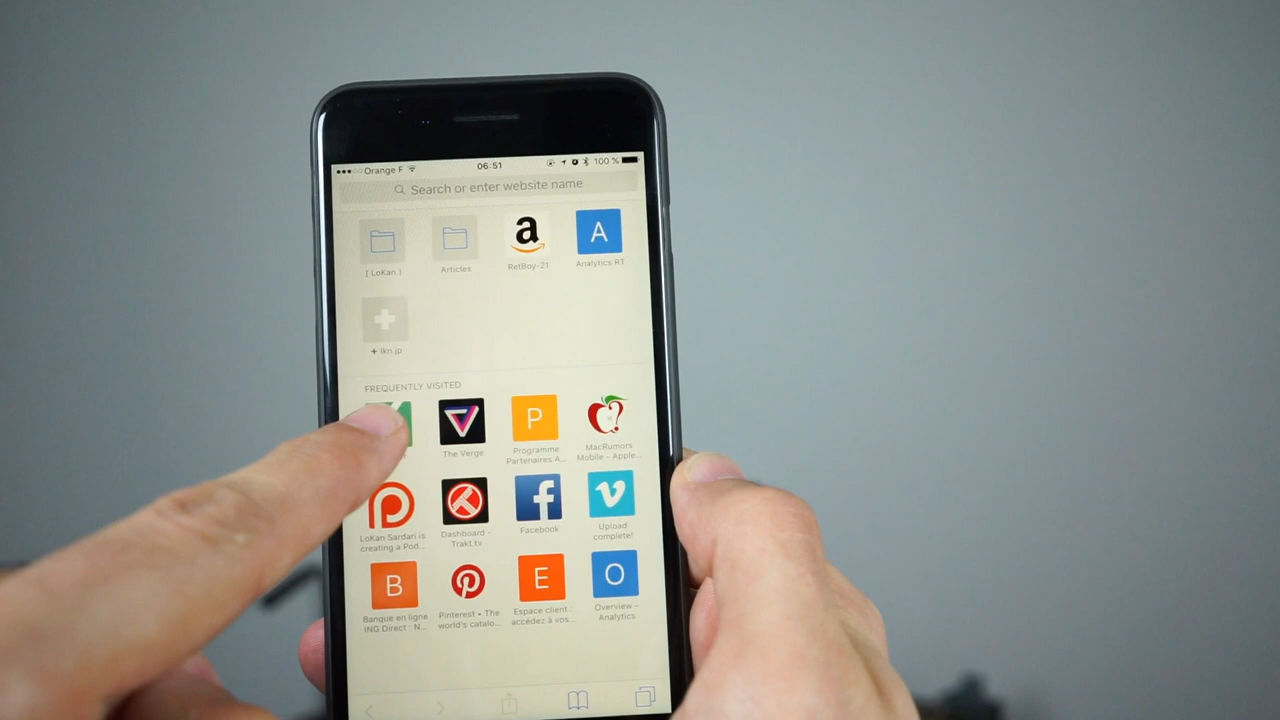 Orange F 06:51 100 %
Search or enter website name
a A
[ LoKan ] Articles RetBoy-21 Analytics RT
+ lkn.jp
FREQUENTLY VISITED
P
The Verge Programme MacRumors
Partenaires A... Mobile - Apple...
f
LoKan Sardari is Dashboard - Facebook Upload
creating a Pod... Trakt.tv complete!
B E O
Banque en ligne Pinterest • The Espace client... Overview -
ING Direct : N... world's catalo... accédez à vos... Analytics